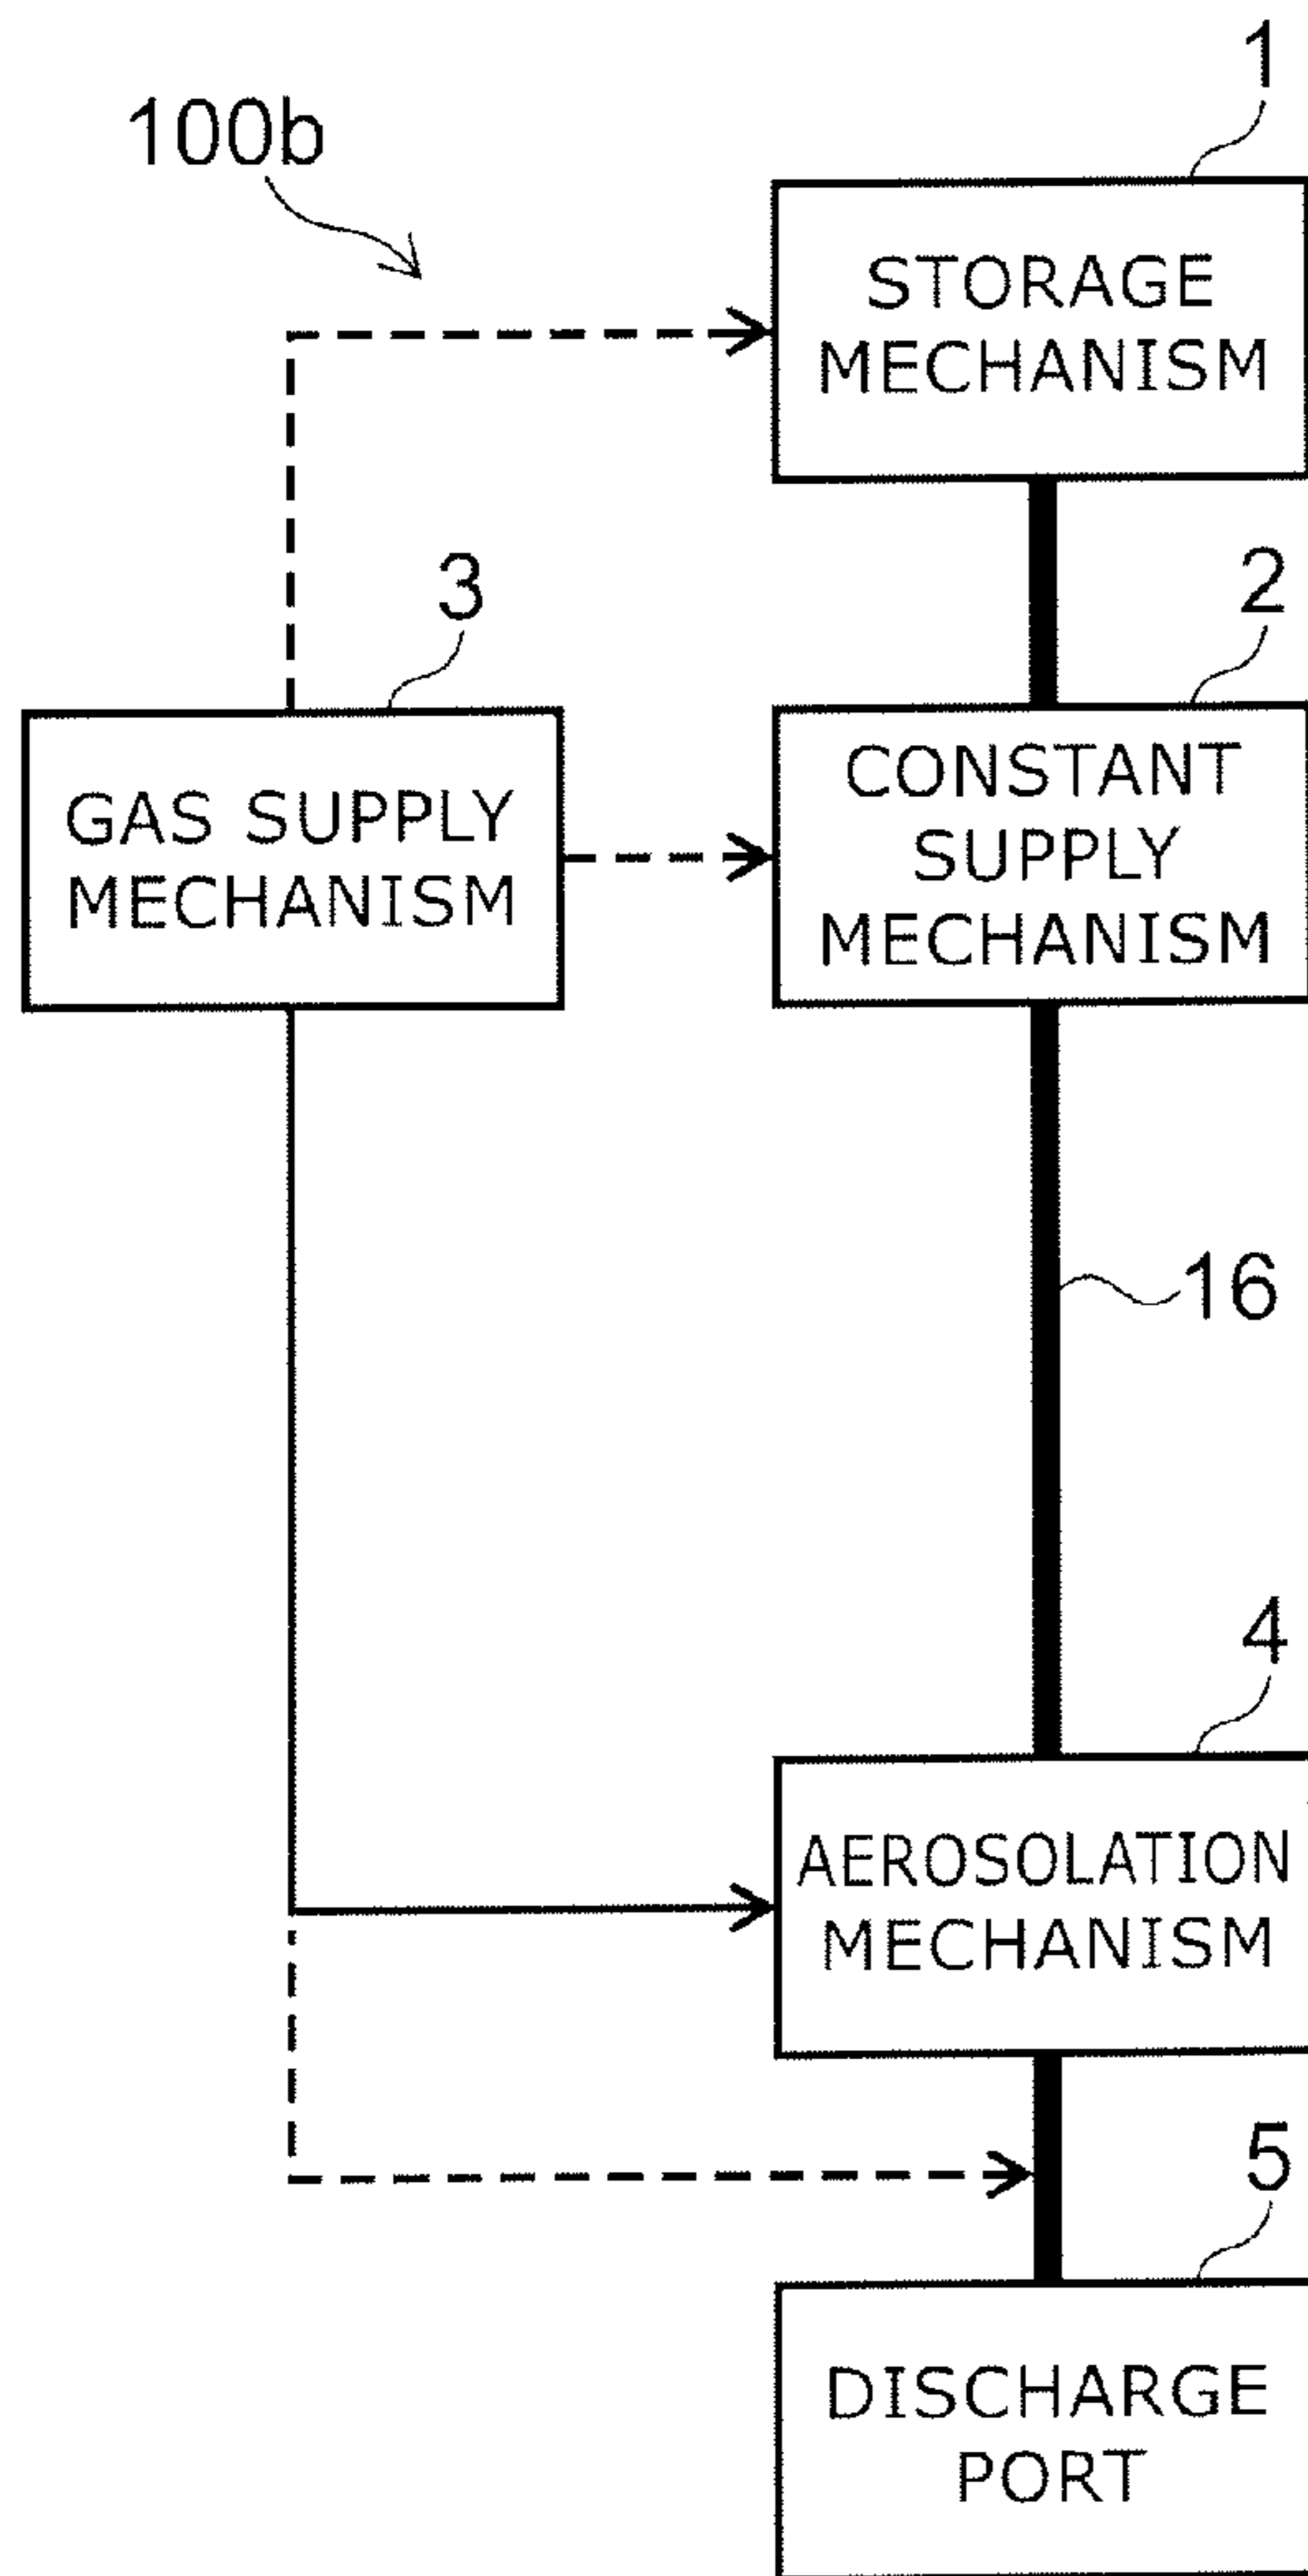 1
100b
STORAGE
MECHANISM
3
2
GAS SUPPLY
MECHANISM
CONSTANT
SUPPLY
MECHANISM
16
4
AEROSOLATION
MECHANISM
5
DISCHARGE
PORT